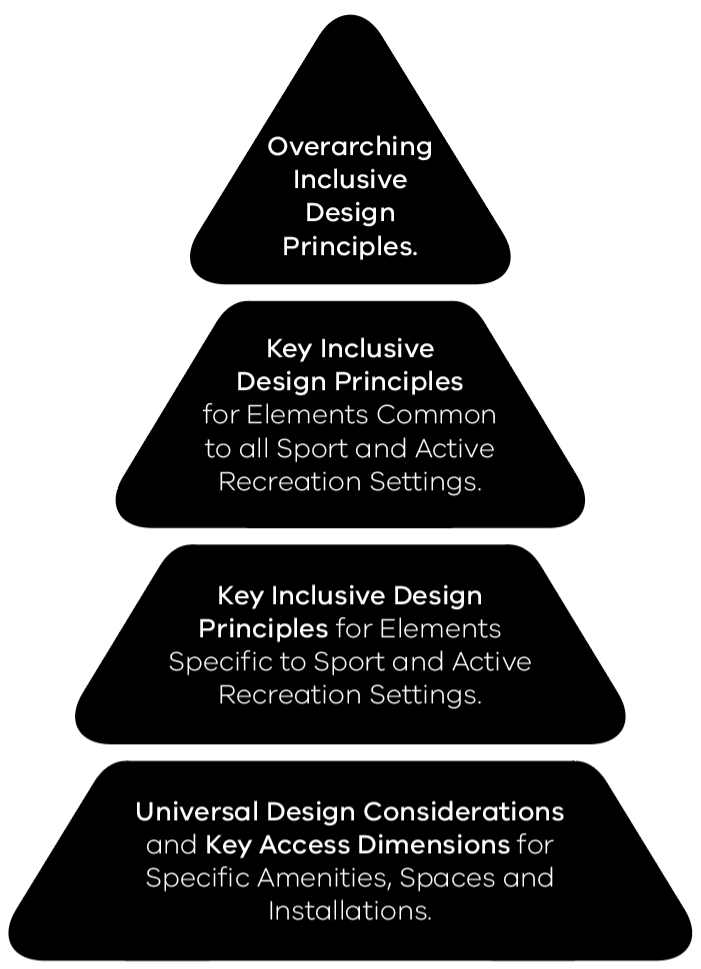 Overarching
Inclusive
Design
Principles.
Key Inclusive
Design Principles
for Elements Common
to all Sport and Active
Recreation Settings.
Key Inclusive Design
Principles for Elements
Specific to Sport and Active
Recreation Settings.
Universal Design Considerations
and Key Access Dimensions for
Specific Amenities, Spaces and
Installations.